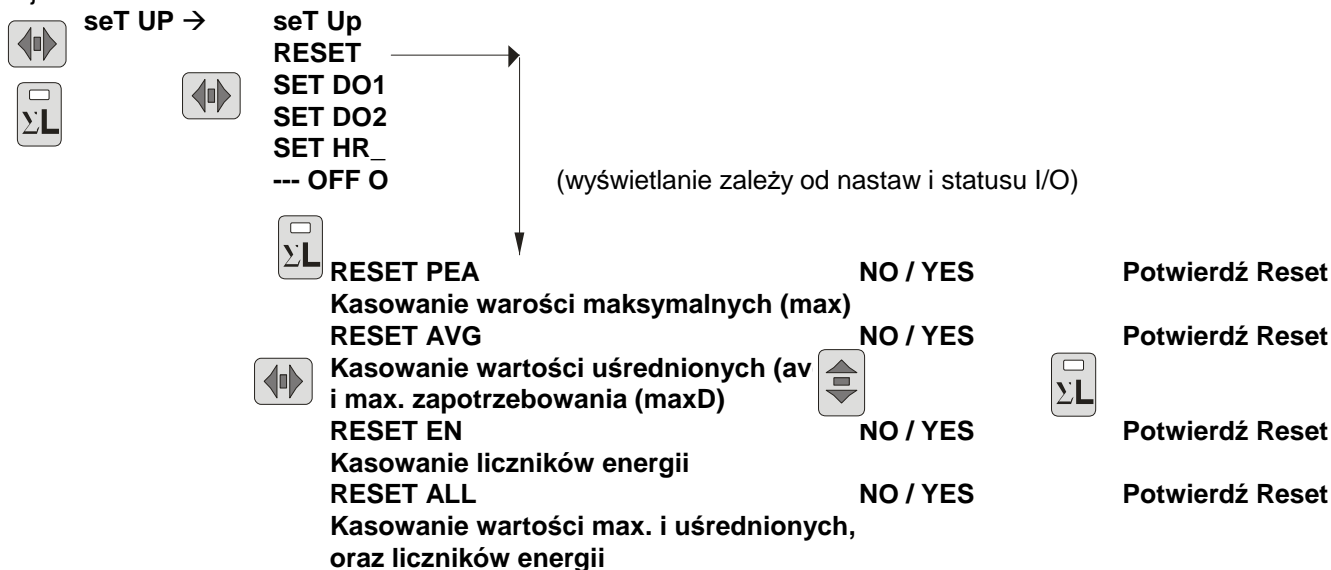 seT UP → seT Up
RESET
SET DO1
ΣL
SET DO2
SET HR_
--- OFF O (wyświetlanie zależy od nastaw i statusu I/O)
ΣL
RESET PEA NO / YES Potwierdź Reset
Kasowanie warości maksymalnych (max)
RESET AVG NO / YES Potwierdź Reset
Kasowanie wartości uśrednionych (av
ΣL
i max. zapotrzebowania (maxD)
RESET EN NO / YES Potwierdź Reset
Kasowanie liczników energii
RESET ALL NO / YES Potwierdź Reset
Kasowanie wartości max. i uśrednionych,
oraz liczników energii